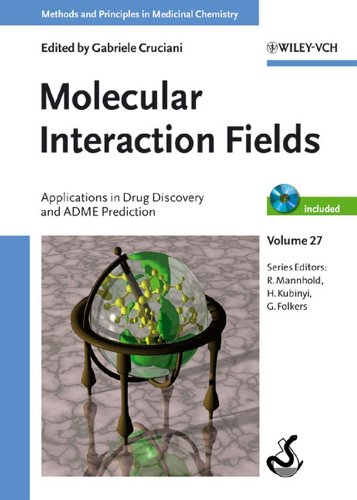 Methods and Principles in Medicinal Chemistry
Edited by Gabriele Cruciani
WILEY-VCH
Molecular
Interaction Fields
Applications in Drug Discovery
and ADME Prediction
included
Volume 27
Series Editors:
R. Mannhold,
H. Kubinyi,
G. Folkers